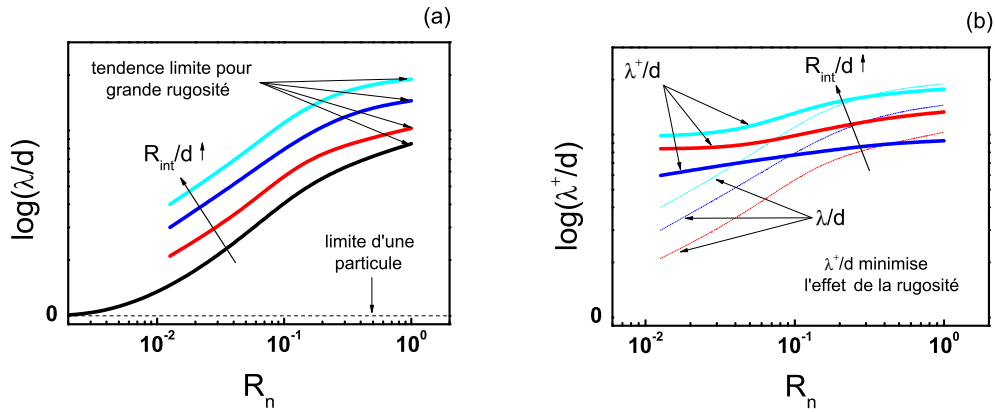 (a)
tendence limite pour
grande rugosité
R_int/d
limite d'une
particule
log(λ/d)
0
10^-2
10^-1
10^0
R_n
(b)
λ^+/d
R_int/d
λ/d
λ^+/d minimise
l'effet de la rugosité
log(λ^+/d)
0
10^-2
10^-1
10^0
R_n